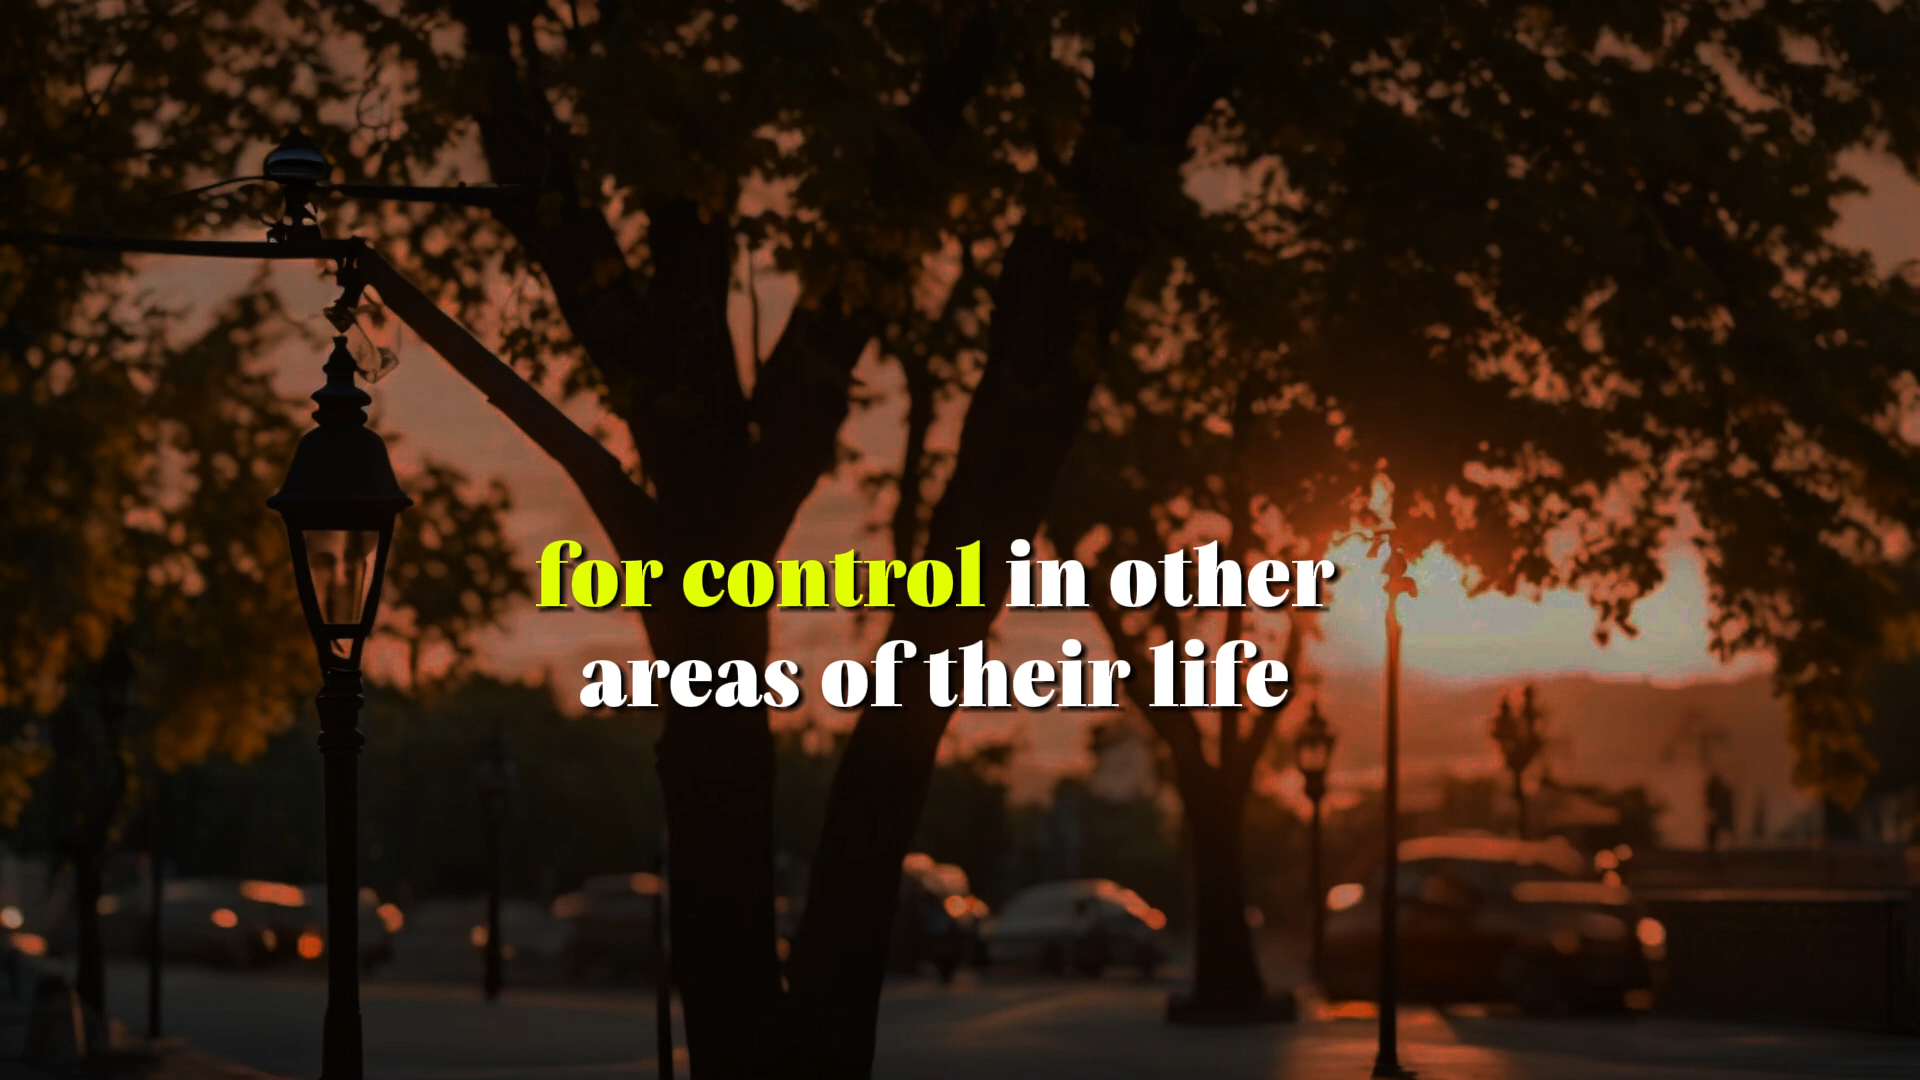 for control in other
areas of their life